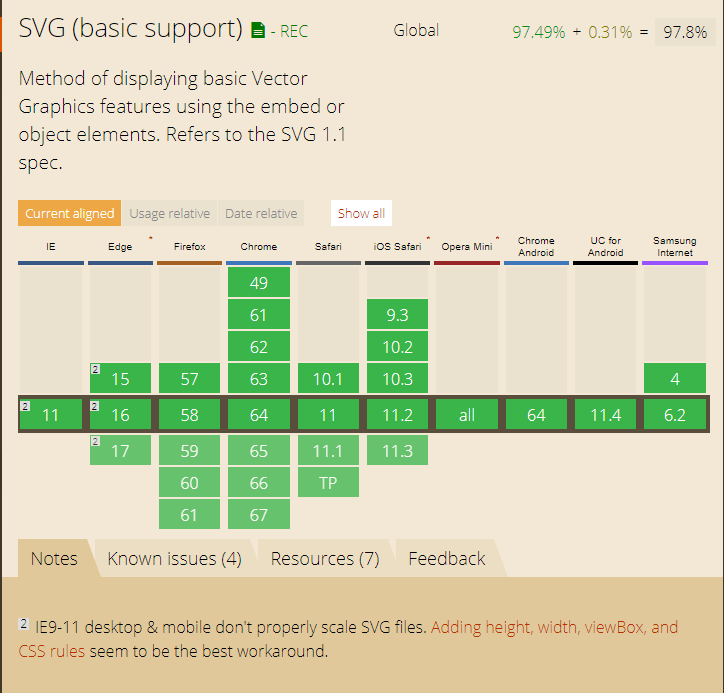 SVG (basic support) - REC Global 97.49% + 0.31% = 97.8%
Method of displaying basic Vector
Graphics features using the embed or
object elements. Refers to the SVG 1.1
spec.
Current aligned Usage relative Date relative Show all
IE Edge * Firefox Chrome Safari iOS Safari * Opera Mini * Chrome Android UC for Android Samsung Internet
49
61 9.3
62 10.2
2 15 57 63 10.1 10.3 4
2 11 2 16 58 64 11 11.2 all 64 11.4 6.2
2 17 59 65 11.1 11.3
60 66 TP
61 67
Notes Known issues (4) Resources (7) Feedback
2 IE9-11 desktop & mobile don't properly scale SVG files. Adding height, width, viewBox, and
CSS rules seem to be the best workaround.